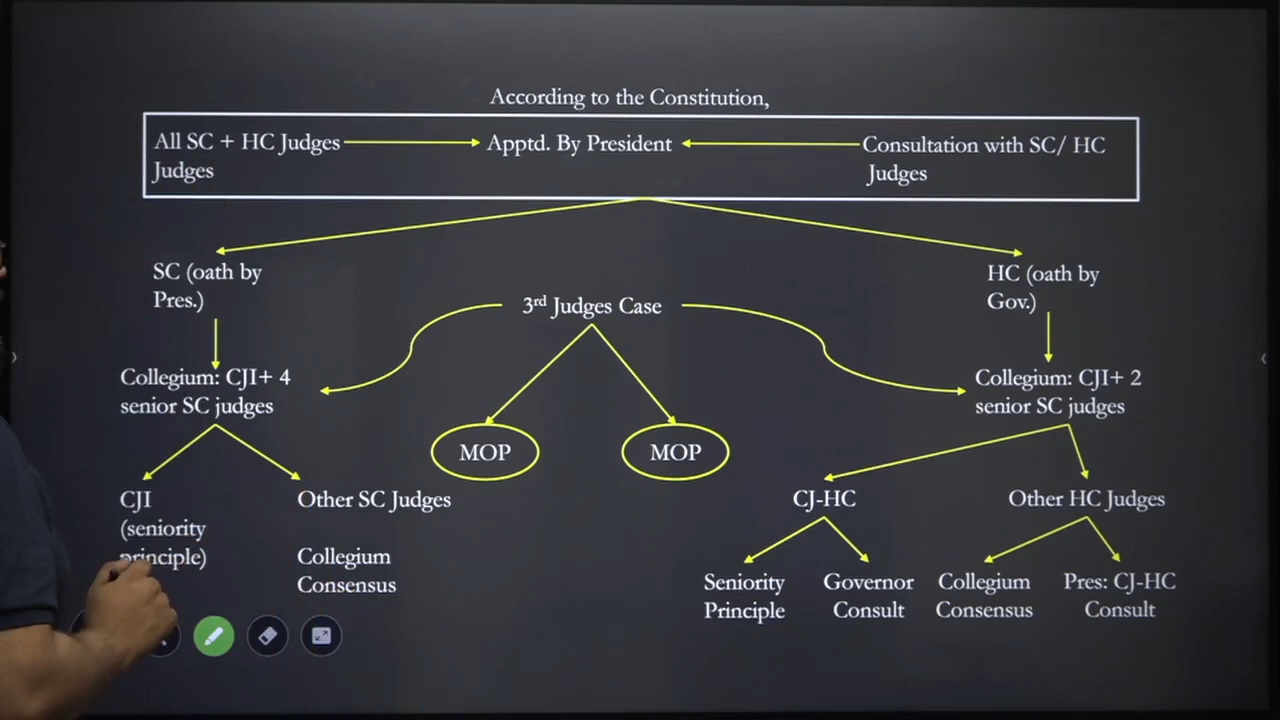 According to the Constitution,
All SC + HC Judges
Judges
Apptd. By President
Consultation with SC/ HC
Judges
SC (oath by
Pres.)
HC (oath by
Gov.)
3rd Judges Case
Collegium: CJI+ 4
senior SC judges
Collegium: CJI+ 2
senior SC judges
MOP
MOP
CJI
(seniority
principle)
Other SC Judges
Collegium
Consensus
CJ-HC
Other HC Judges
Seniority
Principle
Governor
Consult
Collegium
Consensus
Pres: CJ-HC
Consult